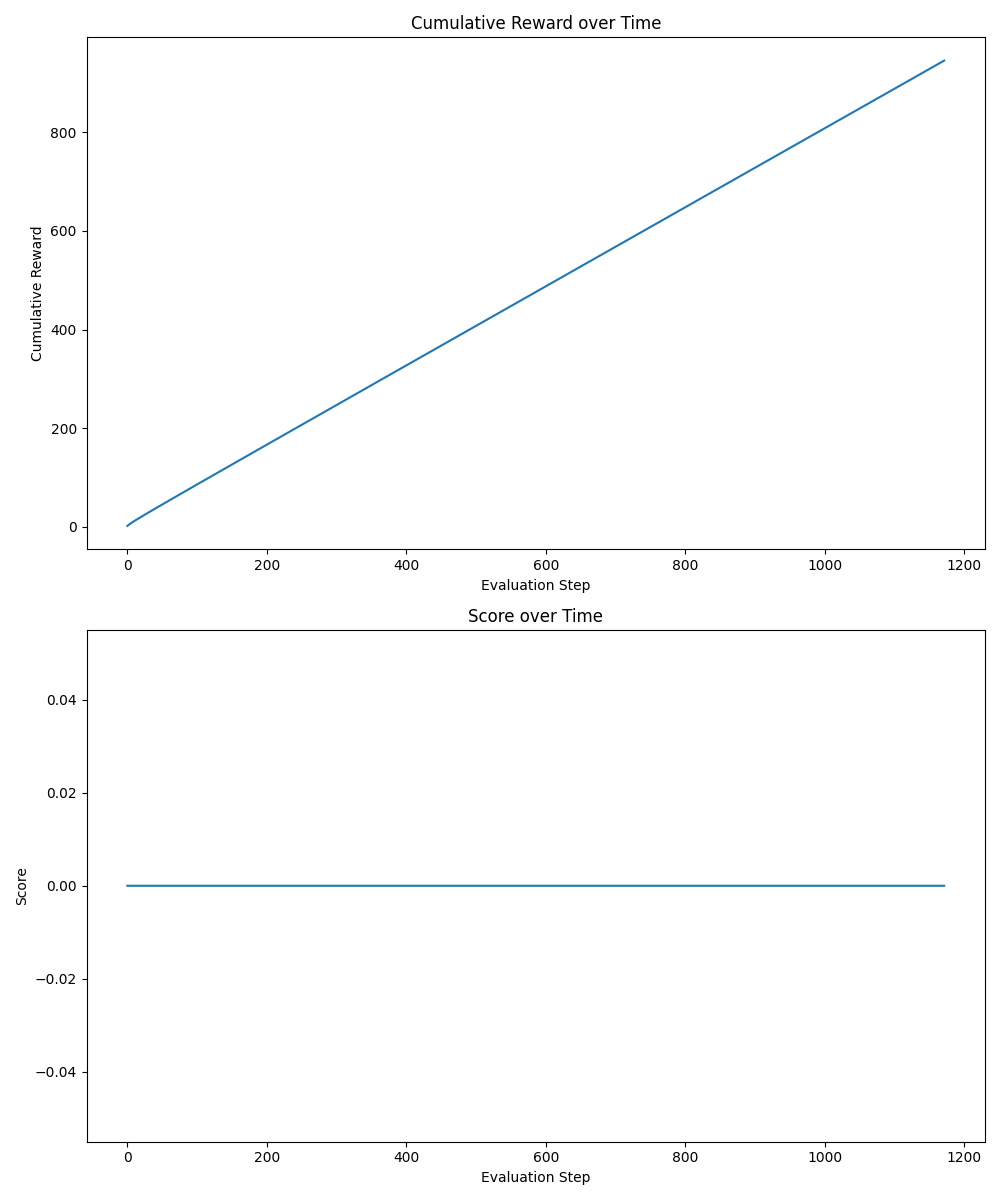 Cumulative Reward over Time
800
600
400
200
0
Cumulative Reward
0 200 400 600 800 1000 1200
Evaluation Step
Score over Time
0.04
0.02
0.00
−0.02
−0.04
Score
0 200 400 600 800 1000 1200
Evaluation Step